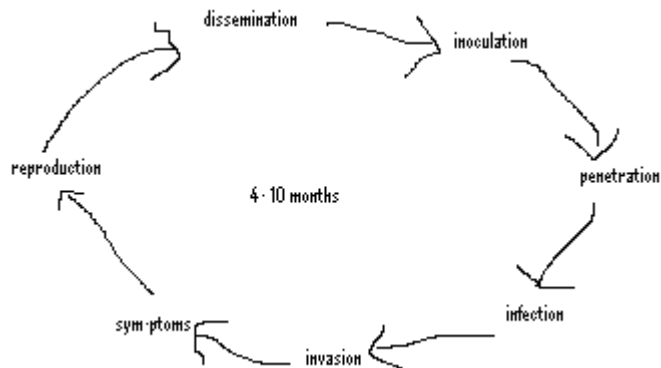 dissemination
inoculation
penetration
infection
invasion
sym-ptoms
reproduction
4-10 months